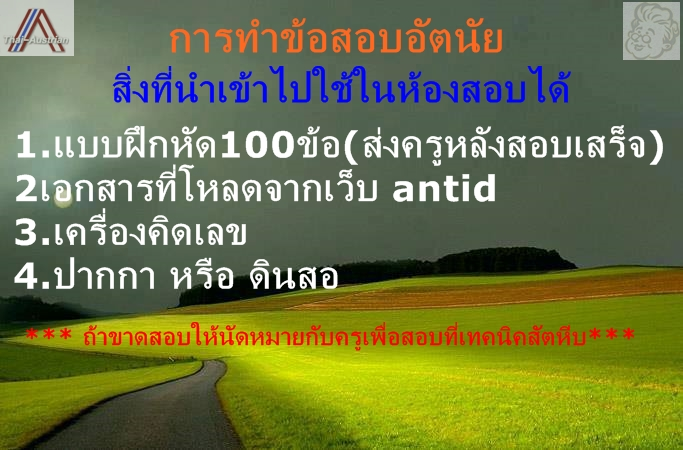 Thai-Austrian
การทำข้อสอบอัตนัย
สิ่งที่นำเข้าไปใช้ในห้องสอบได้
1.แบบฝึกหัด100ข้อ(ส่งครูหลังสอบเสร็จ)
2เอกสารที่โหลดจากเว็บ antid
3.เครื่องคิดเลข
4.ปากกา หรือ ดินสอ
*** ถ้าขาดสอบให้นัดหมายกับครูเพื่อสอบที่เทคนิคสัตหีบ***